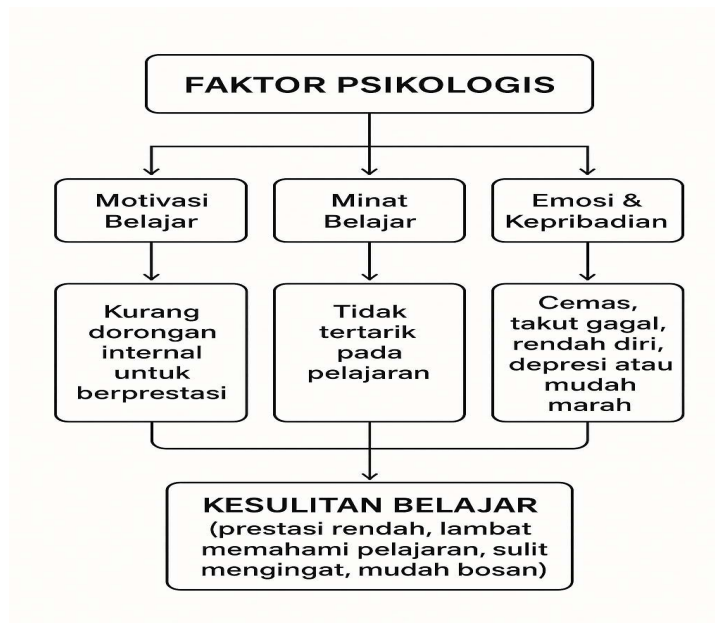 FAKTOR PSIKOLOGIS
Motivasi
Belajar
Minat
Belajar
Emosi &
Kepribadian
Kurang
dorongan
internal
untuk
berprestasi
Tidak
tertarik
pada
pelajaran
Cemas,
takut gagal,
rendah diri,
depresi atau
mudah
marah
KESULITAN BELAJAR
(prestasi rendah, lambat
memahami pelajaran, sulit
mengingat, mudah bosan)